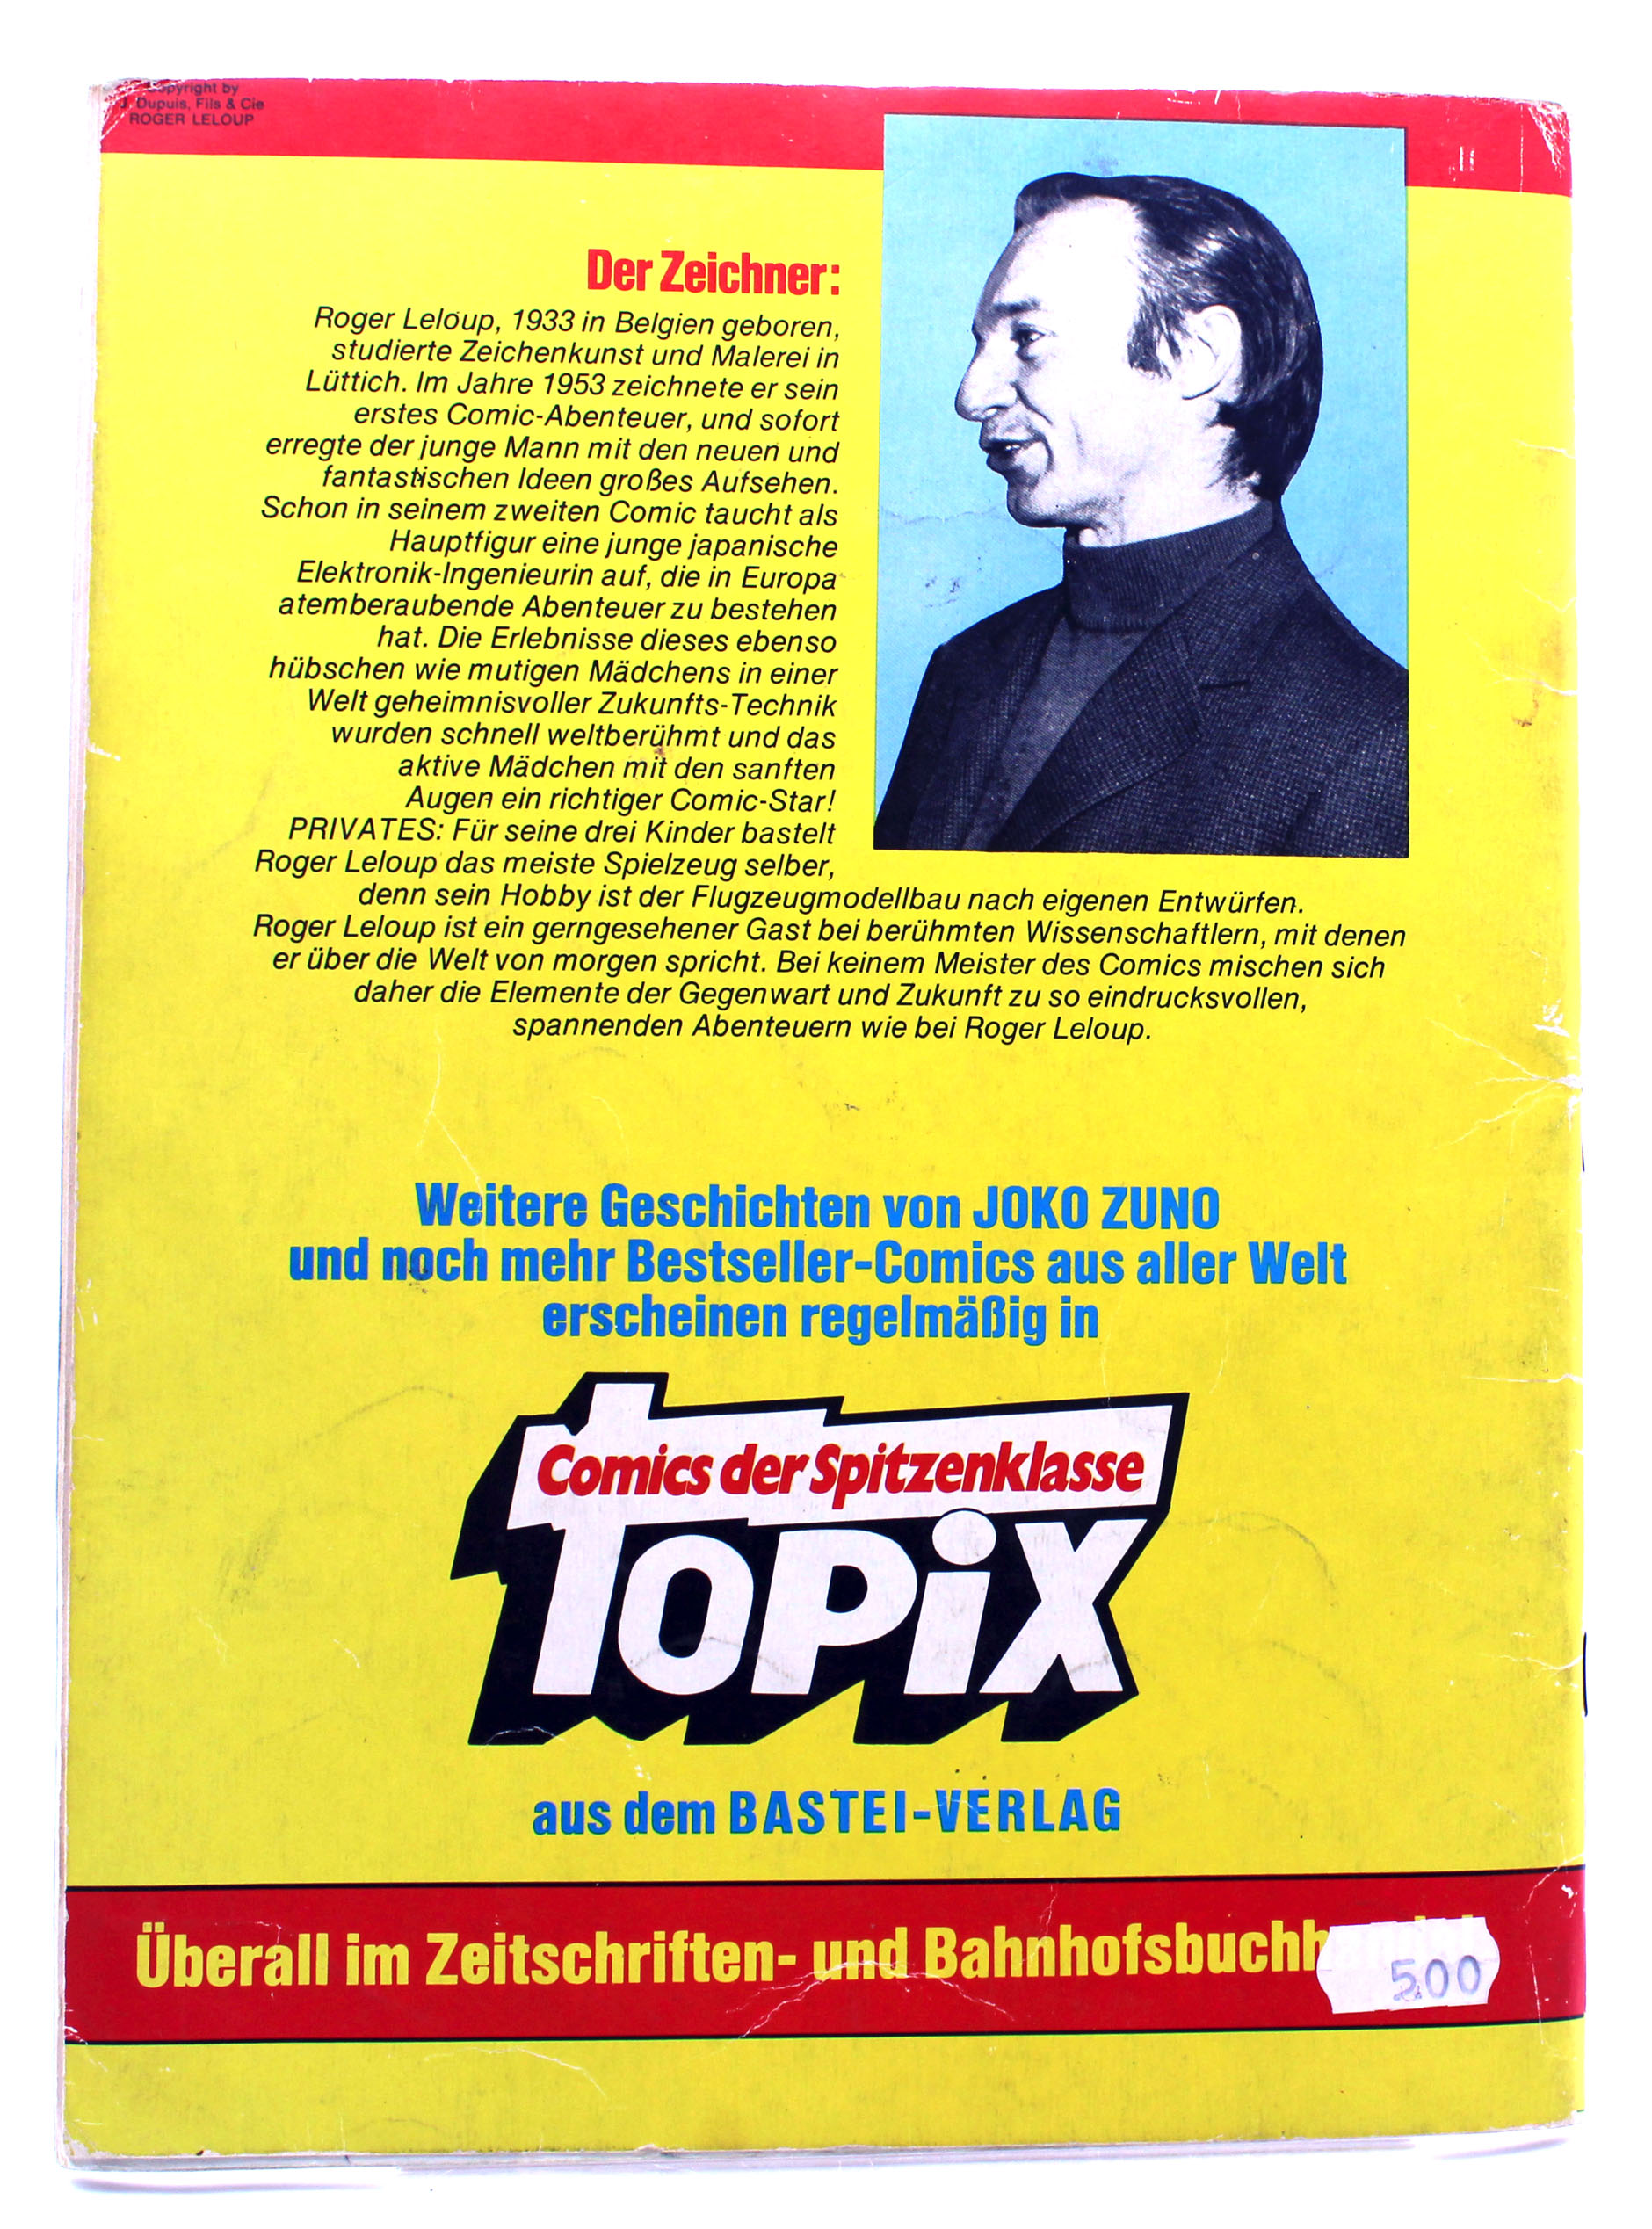 Copyright by
J. Dupuis, Fils & Cie
ROGER LELOUP
Der Zeichner:
Roger Leloup, 1933 in Belgien geboren,
studierte Zeichenkunst und Malerei in
Lüttich. Im Jahre 1953 zeichnete er sein
erstes Comic-Abenteuer, und sofort
erregte der junge Mann mit den neuen und
fantastischen Ideen großes Aufsehen.
Schon in seinem zweiten Comic taucht als
Hauptfigur eine junge japanische
Elektronik-Ingenieurin auf, die in Europa
atemberaubende Abenteuer zu bestehen
hat. Die Erlebnisse dieses ebenso
hübschen wie mutigen Mädchens in einer
Welt geheimnisvoller Zukunfts-Technik
wurden schnell weltberühmt und das
aktive Mädchen mit den sanften
Augen ein richtiger Comic-Star!
PRIVATES: Für seine drei Kinder bastelt
Roger Leloup das meiste Spielzeug selber,
denn sein Hobby ist der Flugzeugmodellbau nach eigenen Entwürfen.
Roger Leloup ist ein gerngesehener Gast bei berühmten Wissenschaftlern, mit denen
er über die Welt von morgen spricht. Bei keinem Meister des Comics mischen sich
daher die Elemente der Gegenwart und Zukunft zu so eindrucksvollen,
spannenden Abenteuern wie bei Roger Leloup.
Weitere Geschichten von JOKO ZUNO
und noch mehr Bestseller-Comics aus aller Welt
erscheinen regelmäßig in
Comics der Spitzenklasse
TOPiX
aus dem BASTEI-VERLAG
Überall im Zeitschriften- und
5.00